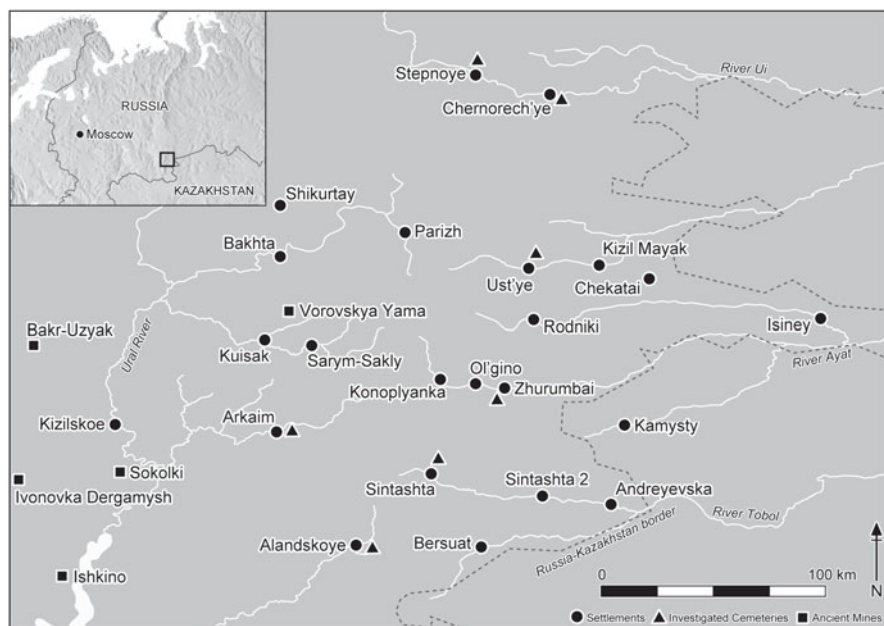 RUSSIA
Moscow
KAZAKHSTAN
Stepnoye
Chernorech'ye
River Ui
Shikurtay
Bakhta
Parizh
Kizil Mayak
Ust'ye
Chekatai
Vorovskya Yama
Bakr-Uzyak
Ural River
Rodniki
Isiney
Kuisak
Sarym-Sakly
River Ayat
Ol'gino
Konoplyanka
Zhurumbai
Kizilskoe
Arkaim
Kamysty
Sokolki
Ivonovka Dergamysh
Sintashta
Sintashta 2
Andreyevska
River Tobol
Alandskoye
Bersuat
Russia-Kazakhstan border
Ishkino
0
100 km
N
Settlements
Investigated Cemeteries
Ancient Mines